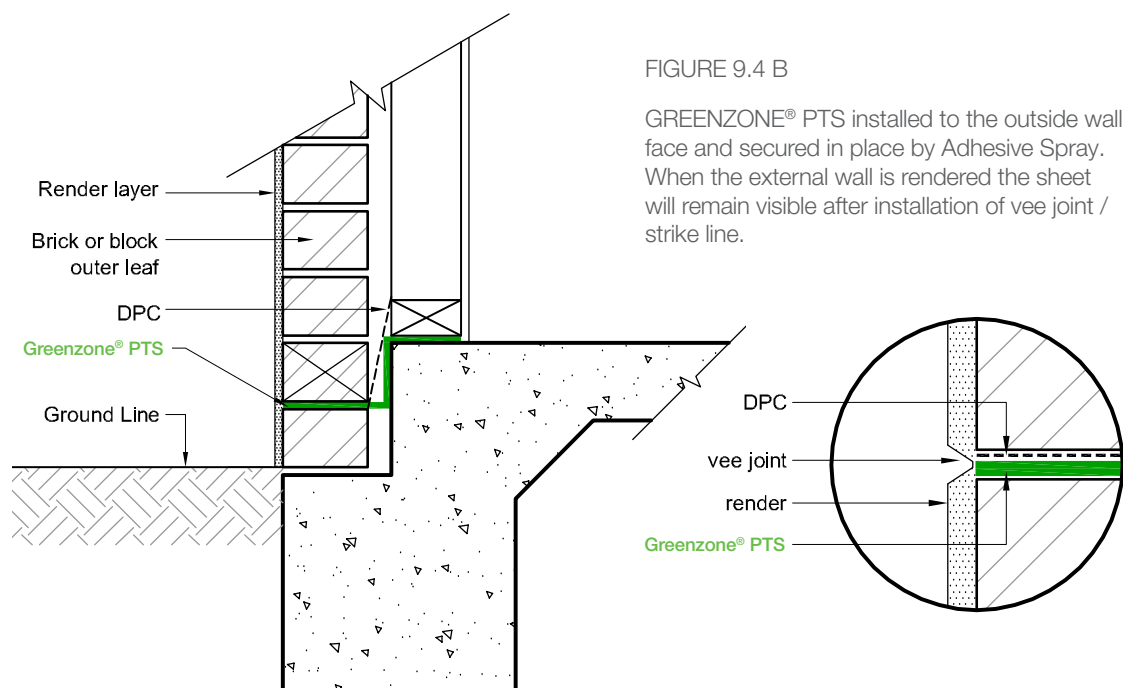 FIGURE 9.4 B
GREENZONE® PTS installed to the outside wall
face and secured in place by Adhesive Spray.
When the external wall is rendered the sheet
will remain visible after installation of vee joint /
strike line.
Render layer
Brick or block
outer leaf
DPC
Greenzone® PTS
Ground Line
DPC
vee joint
render
Greenzone® PTS